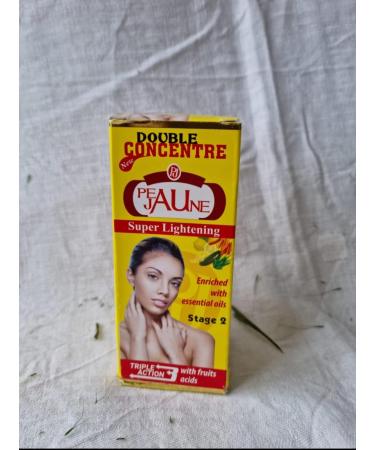 DOUBLE
CONCENTRE
New
PEAU
JAUNE
Super Lightening
Enriched
with
essential oils
Stage 2
TRIPLE
ACTION 3
with fruits
acids